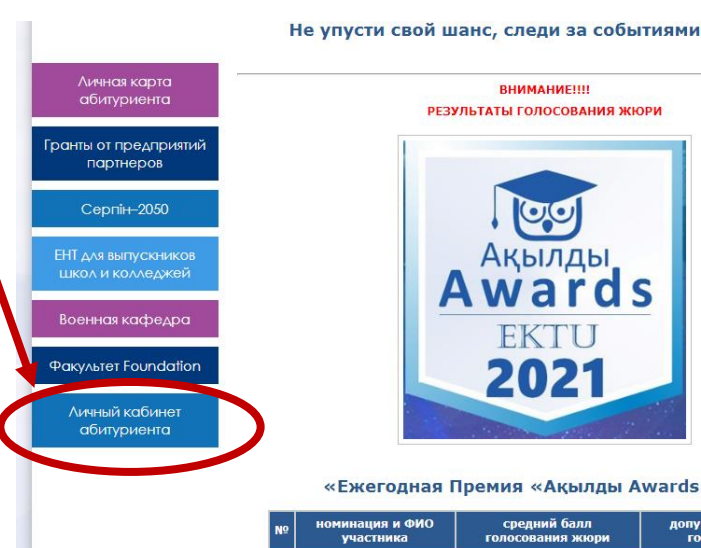 Не упусти свой шанс, следи за событиями
Личная карта
абитуриента
Гранты от предприятий
партнеров
Серпін–2050
ЕНТ для выпускников
школ и колледжей
Военная кафедра
Факультет Foundation
Личный кабинет
абитуриента
ВНИМАНИЕ!!!!
РЕЗУЛЬТАТЫ ГОЛОСОВАНИЯ ЖЮРИ
Ақылды
Awards
EKTU
2021
«Ежегодная Премия «Ақылды Awards
№
номинация и ФИО
участника
средний балл
голосования жюри